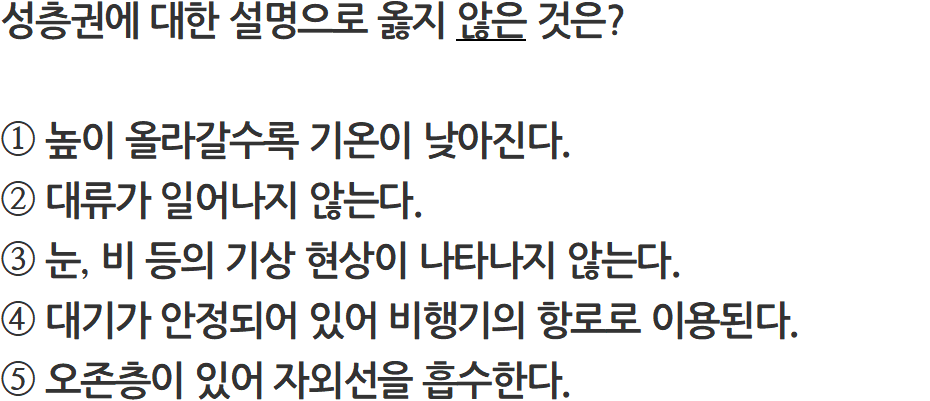 성층권에 대한 설명으로 옳지 않은 것은?
① 높이 올라갈수록 기온이 낮아진다.
② 대류가 일어나지 않는다.
③ 눈, 비 등의 기상 현상이 나타나지 않는다.
④ 대기가 안정되어 있어 비행기의 항로로 이용된다.
⑤ 오존층이 있어 자외선을 흡수한다.